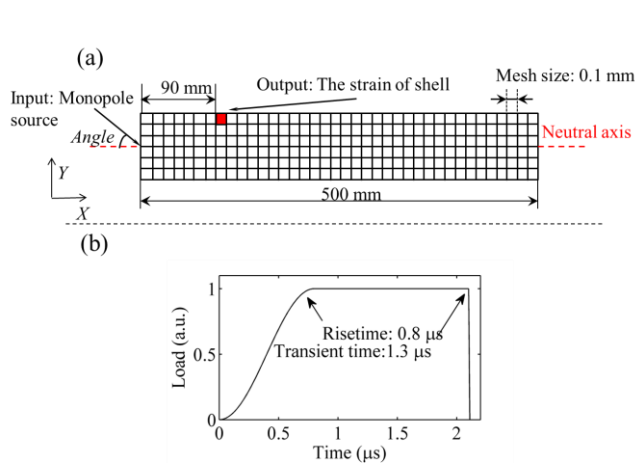 (a)
90 mm
Output: The strain of shell
Mesh size: 0.1 mm
Input: Monopole
source
Angle
Neutral axis
Y
X
500 mm
(b)
Load (a.u.)
1
0.5
0
Risetime: 0.8 μs
Transient time:1.3 μs
0 0.5 1 1.5 2
Time (μs)